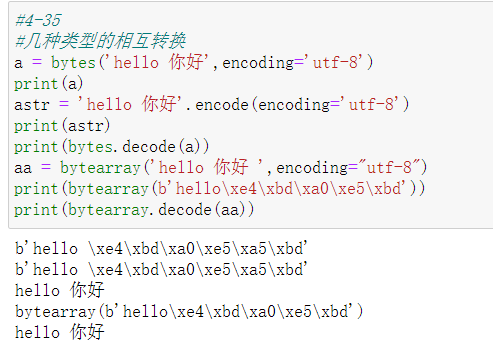 #4-35
#几种类型的相互转换
a = bytes('hello 你好',encoding='utf-8')
print(a)
astr = 'hello 你好'.encode(encoding='utf-8')
print(astr)
print(bytes.decode(a))
aa = bytearray('hello 你好 ',encoding="utf-8")
print(bytearray(b'hello\xe4\xbd\xa0\xe5\xbd'))
print(bytearray.decode(aa))
b'hello \xe4\xbd\xa0\xe5\xa5\xbd'
b'hello \xe4\xbd\xa0\xe5\xa5\xbd'
hello 你好
bytearray(b'hello\xe4\xbd\xa0\xe5\xbd')
hello 你好